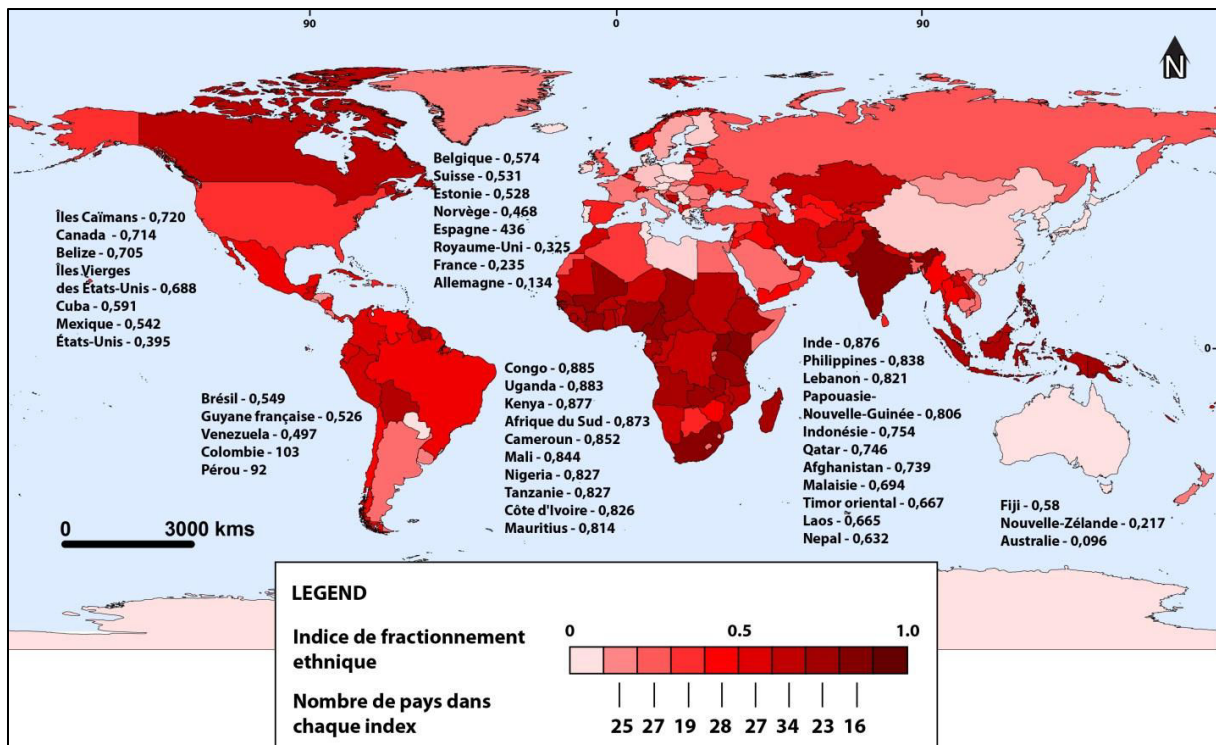 90
0
90
N
Belgique - 0,574
Suisse - 0,531
Estonie - 0,528
Norvège - 0,468
Espagne - 436
Royaume-Uni - 0,325
France - 0,235
Allemagne - 0,134
Îles Caïmans - 0,720
Canada - 0,714
Belize - 0,705
Îles Vierges
des États-Unis - 0,688
Cuba - 0,591
Mexique - 0,542
États-Unis - 0,395
Brésil - 0,549
Guyane française - 0,526
Venezuela - 0,497
Colombie - 103
Pérou - 92
Congo - 0,885
Uganda - 0,883
Kenya - 0,877
Afrique du Sud - 0,873
Cameroun - 0,852
Mali - 0,844
Nigeria - 0,827
Tanzanie - 0,827
Côte d'Ivoire - 0,826
Mauritius - 0,814
Inde - 0,876
Philippines - 0,838
Lebanon - 0,821
Papouasie-
Nouvelle-Guinée - 0,806
Indonésie - 0,754
Qatar - 0,746
Afghanistan - 0,739
Malaisie - 0,694
Timor oriental - 0,667
Laos - 0,665
Nepal - 0,632
0
Fiji - 0,58
Nouvelle-Zélande - 0,217
Australie - 0,096
0 3000 kms
LEGEND
Indice de fractionnement
ethnique
0 0.5 1.0
Nombre de pays dans
chaque index
25 27 19 28 27 34 23 16